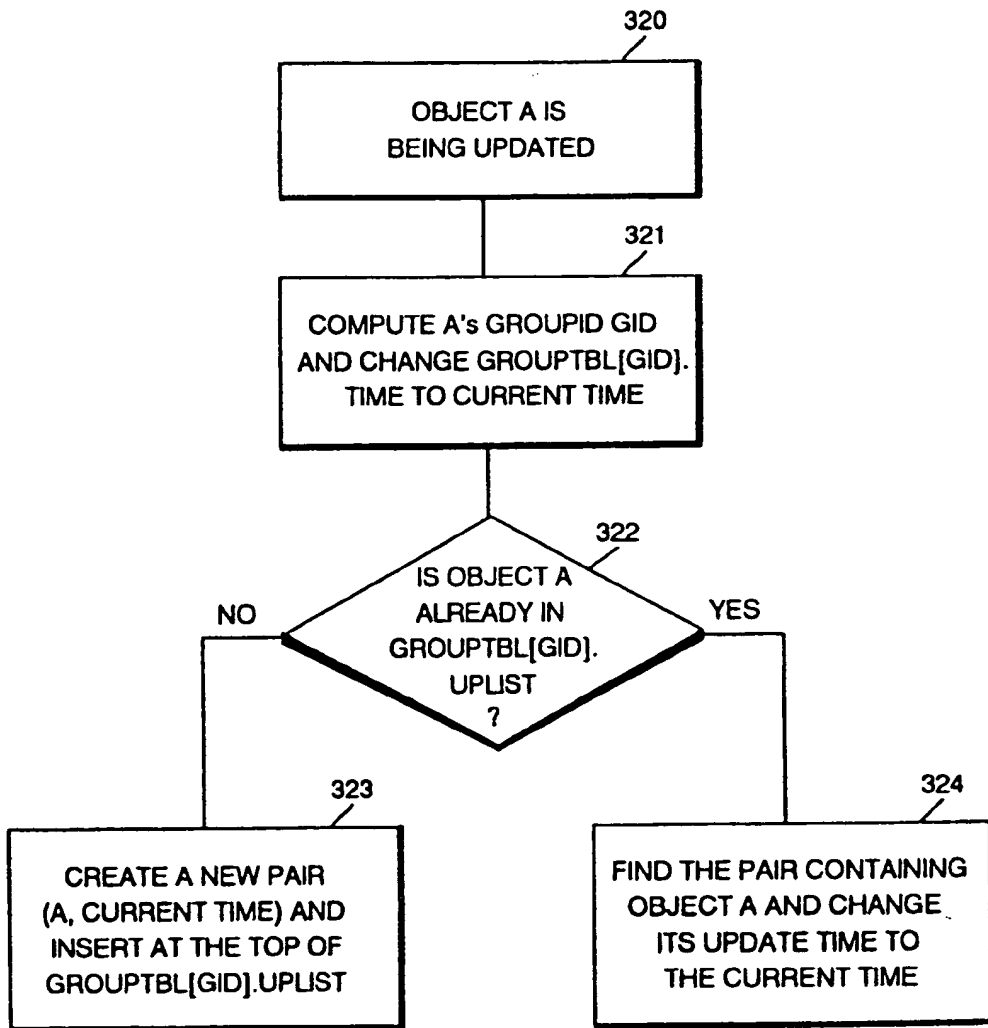 320
OBJECT A IS
BEING UPDATED
321
COMPUTE A's GROUPID GID
AND CHANGE GROUPTBL[GID].
TIME TO CURRENT TIME
322
IS OBJECT A
ALREADY IN
GROUPTBL[GID].
UPLIST
?
NO
YES
323
CREATE A NEW PAIR
(A, CURRENT TIME) AND
INSERT AT THE TOP OF
GROUPTBL[GID].UPLIST
324
FIND THE PAIR CONTAINING
OBJECT A AND CHANGE
ITS UPDATE TIME TO
THE CURRENT TIME